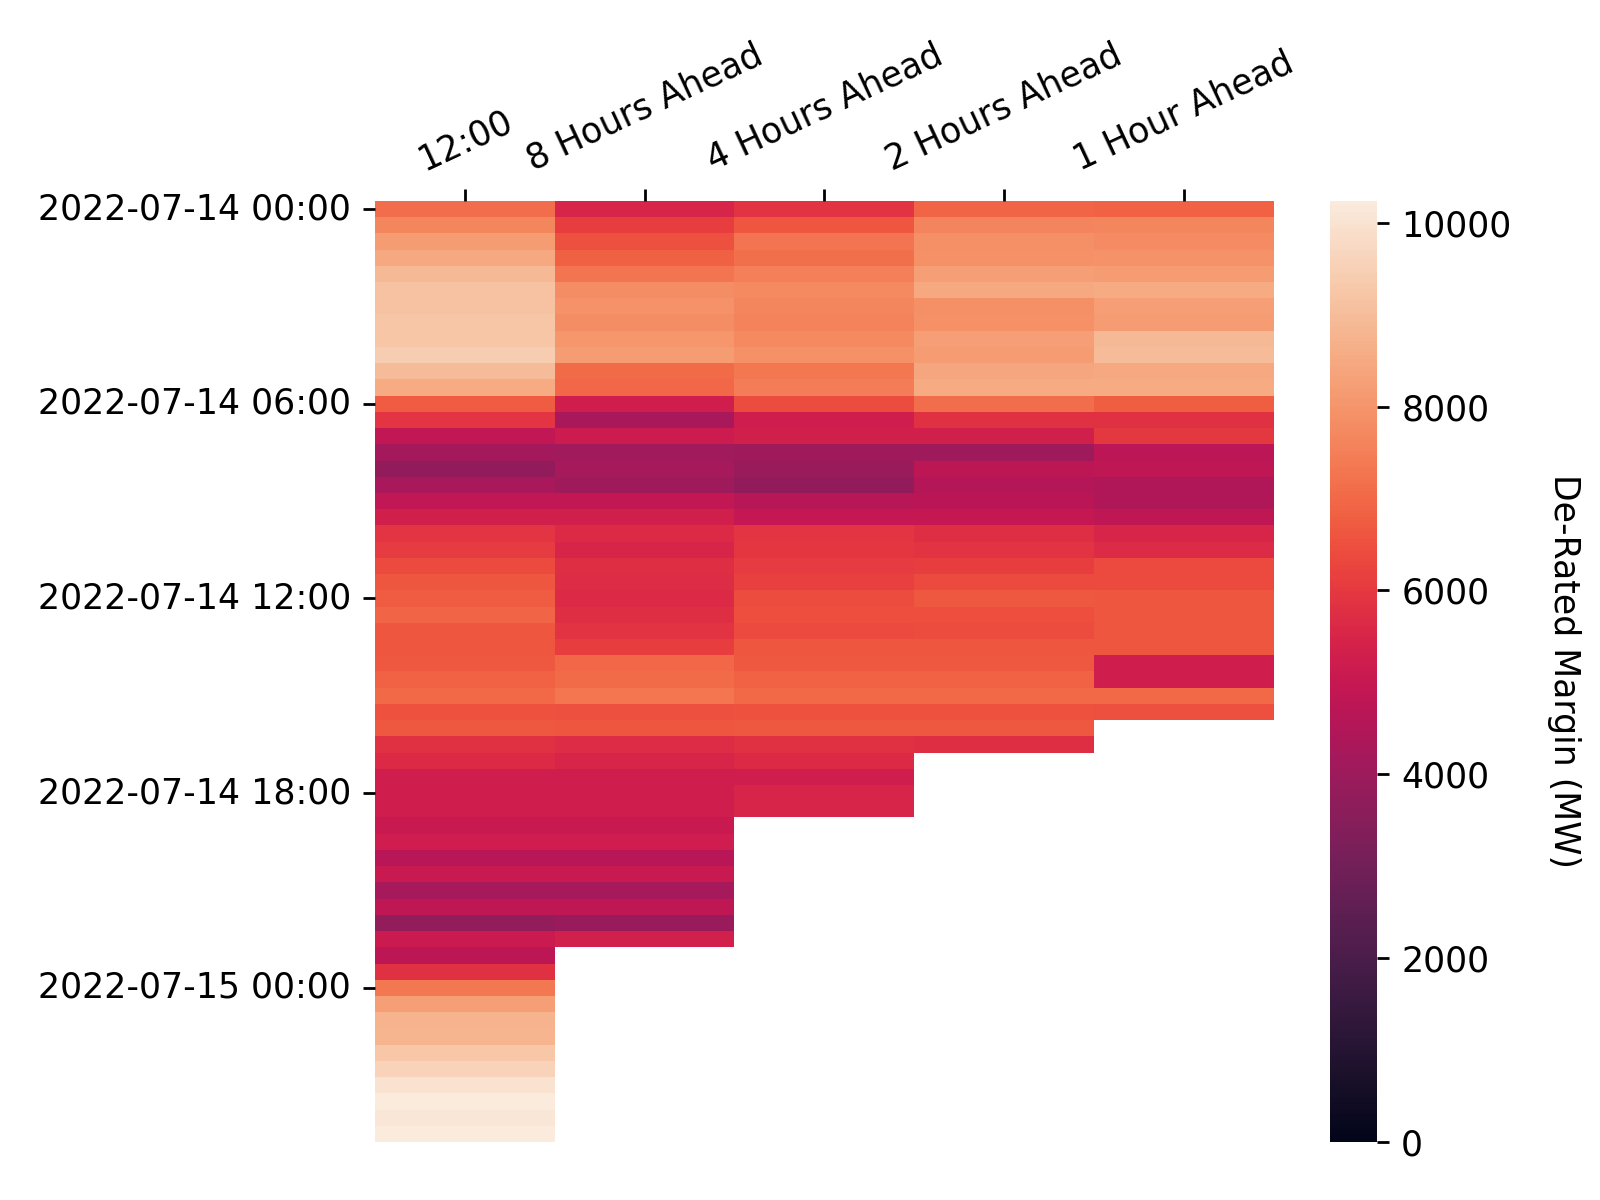 12:00
8 Hours Ahead
4 Hours Ahead
2 Hours Ahead
1 Hour Ahead
2022-07-14 00:00
2022-07-14 06:00
2022-07-14 12:00
2022-07-14 18:00
2022-07-15 00:00
10000
8000
6000
4000
2000
0
De-Rated Margin (MW)